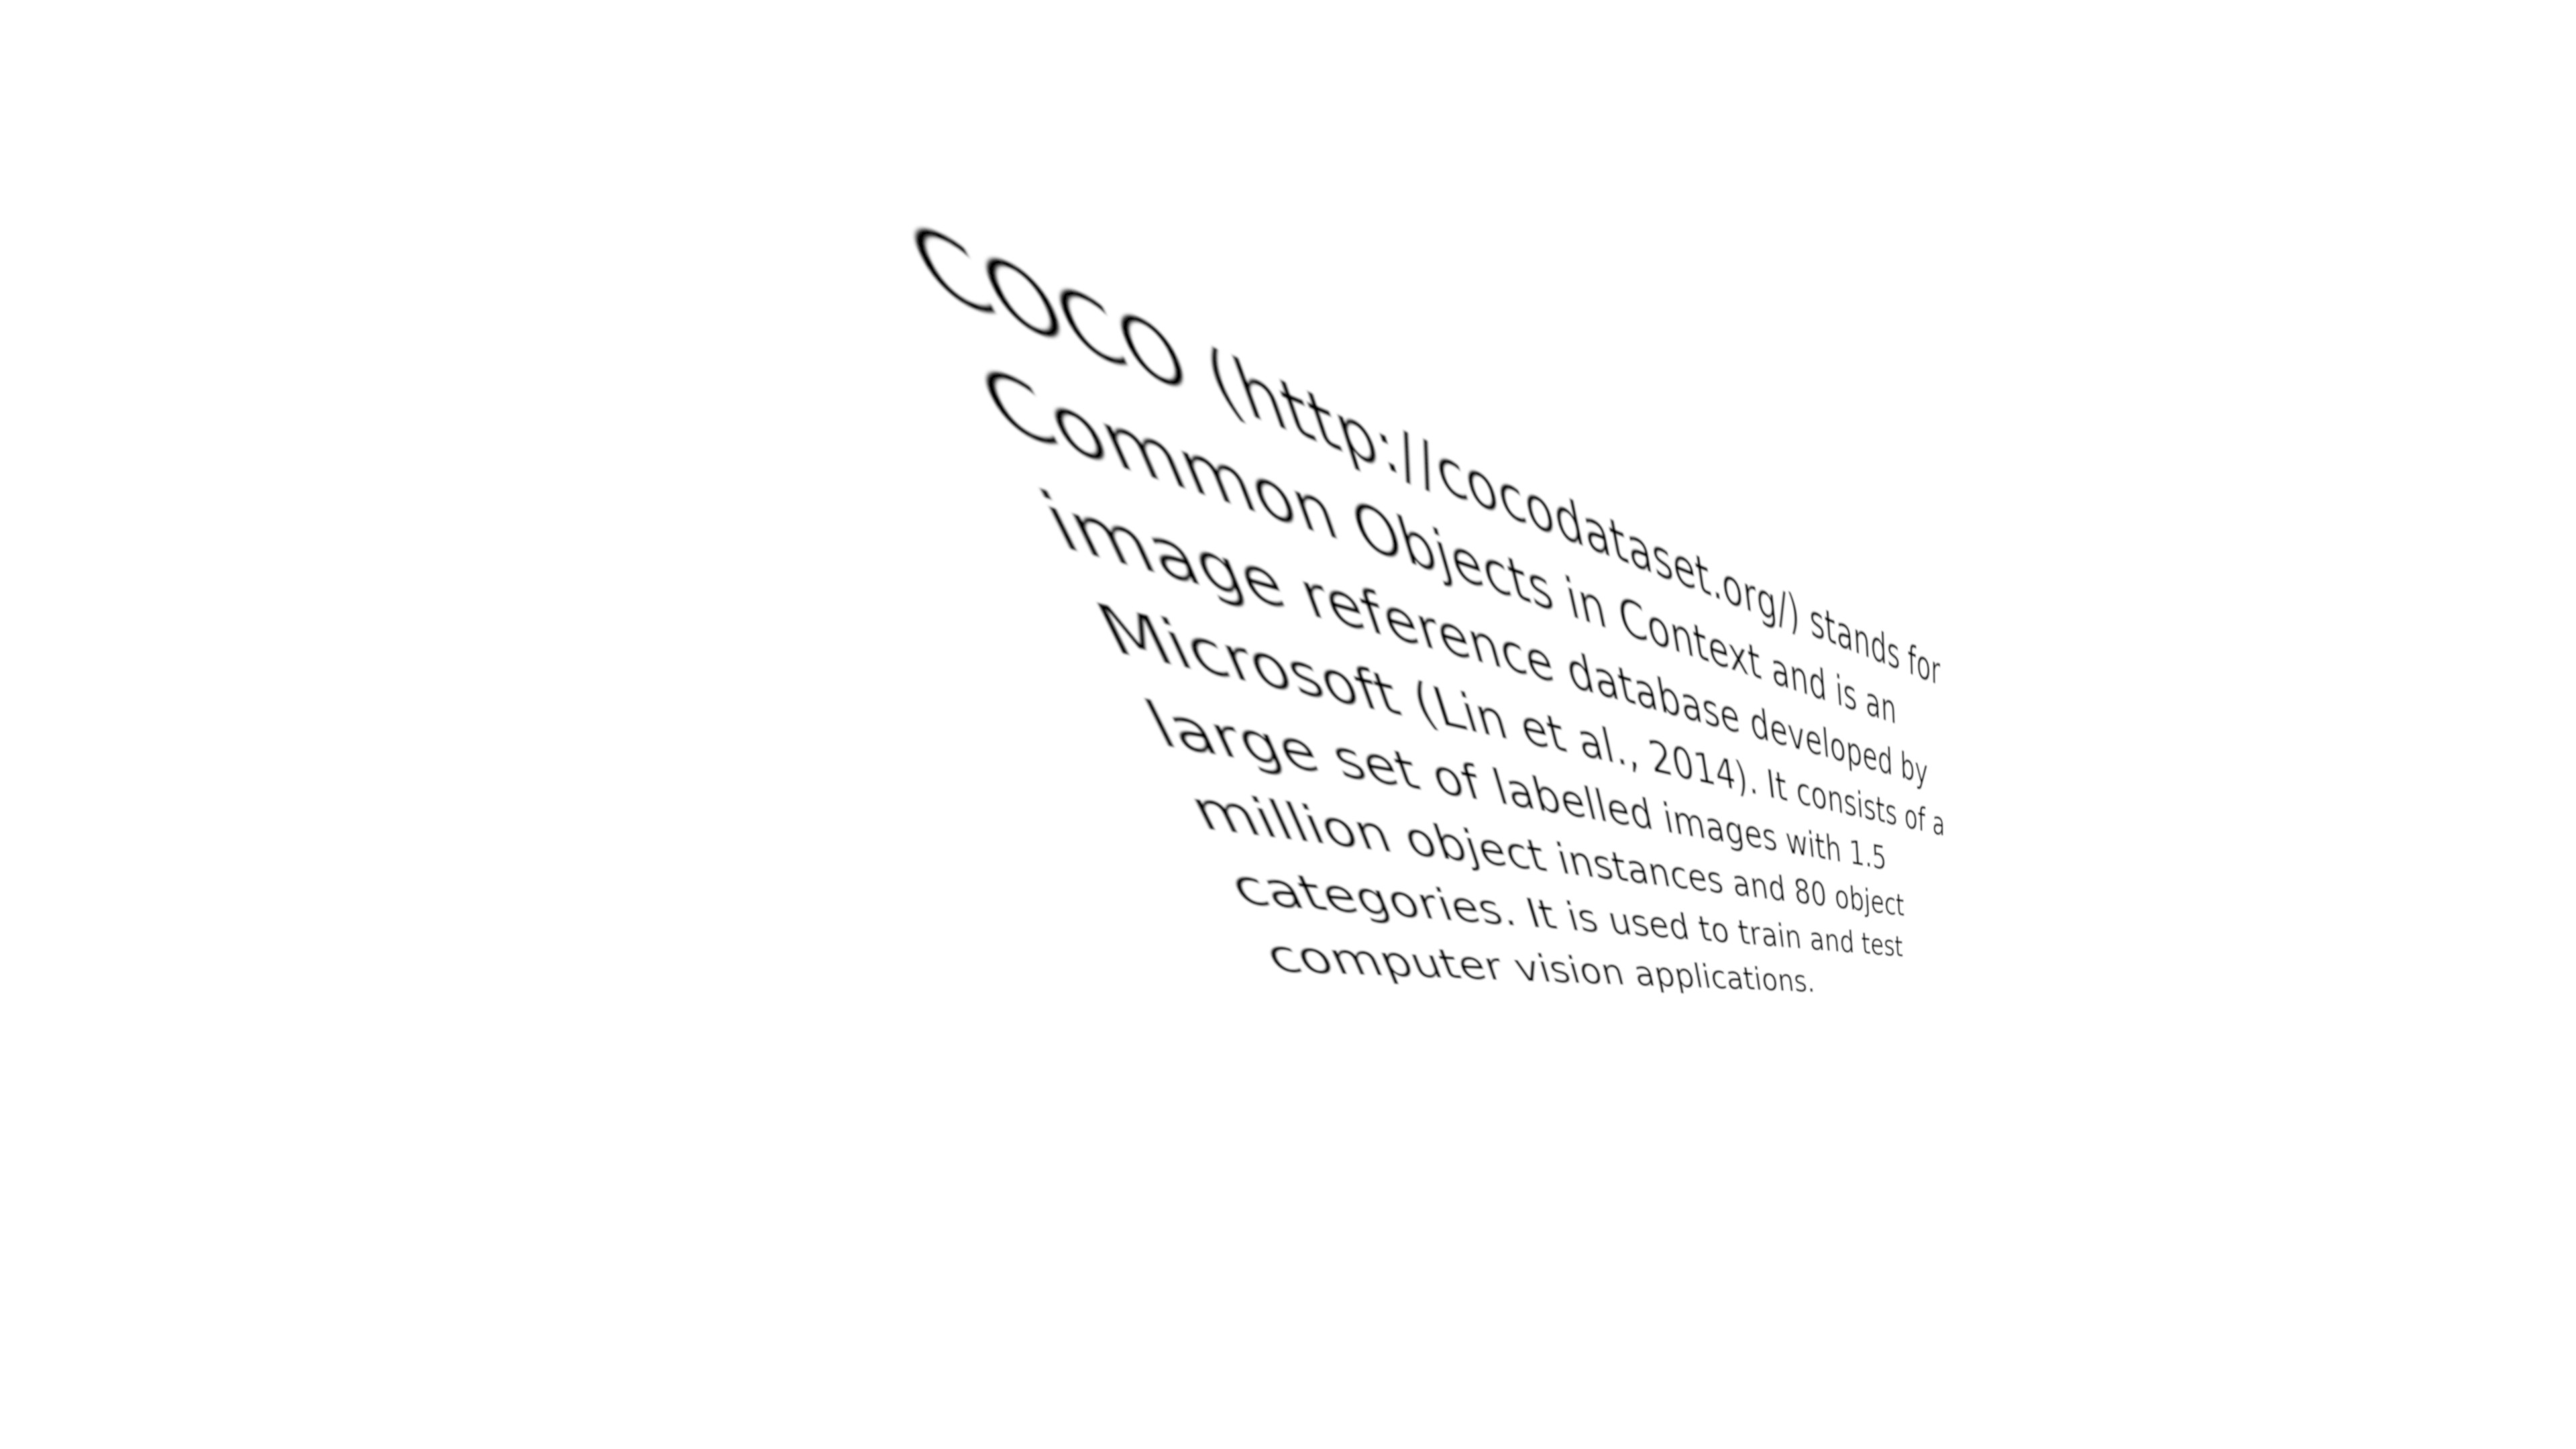 COCO (http://cocodataset.org/) stands for
Common Objects in Context and is an
image reference database developed by
Microsoft (Lin et al., 2014). It consists of a
large set of labelled images with 1.5
million object instances and 80 object
categories. It is used to train and test
computer vision applications.